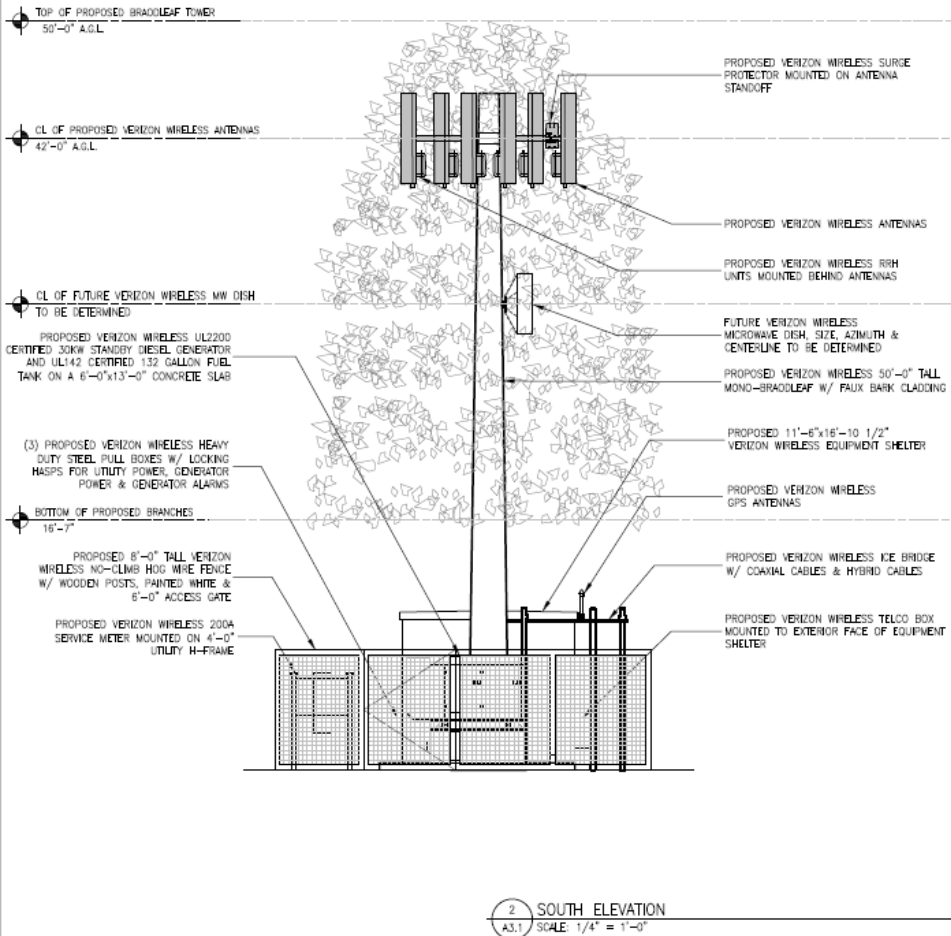 TOP OF PROPOSED BRAODLEAF TOWER
50'-0" A.G.L.
CL OF PROPOSED VERIZON WIRELESS ANTENNAS
42'-0" A.G.L.
CL OF FUTURE VERIZON WIRELESS MW DISH
TO BE DETERMINED
PROPOSED VERIZON WIRELESS UL2200
CERTIFIED 30KW STANDBY DIESEL GENERATOR
AND UL142 CERTIFIED 132 GALLON FUEL
TANK ON A 6'-0"x13'-0" CONCRETE SLAB
(3) PROPOSED VERIZON WIRELESS HEAVY
DUTY STEEL PULL BOXES W/ LOCKING
HASPS FOR UTILITY POWER, GENERATOR
POWER & GENERATOR ALARMS
BOTTOM OF PROPOSED BRANCHES
16'-7"
PROPOSED 8'-0" TALL VERIZON
WIRELESS NO-CLIMB HOG WIRE FENCE
W/ WOODEN POSTS, PAINTED WHITE &
6'-0" ACCESS GATE
PROPOSED VERIZON WIRELESS 200A
SERVICE METER MOUNTED ON 4'-0"
UTILITY H-FRAME
PROPOSED VERIZON WIRELESS SURGE
PROTECTOR MOUNTED ON ANTENNA
STANDOFF
PROPOSED VERIZON WIRELESS ANTENNAS
PROPOSED VERIZON WIRELESS RRH
UNITS MOUNTED BEHIND ANTENNAS
FUTURE VERIZON WIRELESS
MICROWAVE DISH, SIZE, AZIMUTH &
CENTERLINE TO BE DETERMINED
PROPOSED VERIZON WIRELESS 50'-0" TALL
MONO-BRAODLEAF W/ FAUX BARK CLADDING
PROPOSED 11'-6"x16'-10 1/2"
VERIZON WIRELESS EQUIPMENT SHELTER
PROPOSED VERIZON WIRELESS
GPS ANTENNAS
PROPOSED VERIZON WIRELESS ICE BRIDGE
W/ COAXIAL CABLES & HYBRID CABLES
PROPOSED VERIZON WIRELESS TELCO BOX
MOUNTED TO EXTERIOR FACE OF EQUIPMENT
SHELTER
2
A3.1
SOUTH ELEVATION
SCALE: 1/4" = 1'-0"